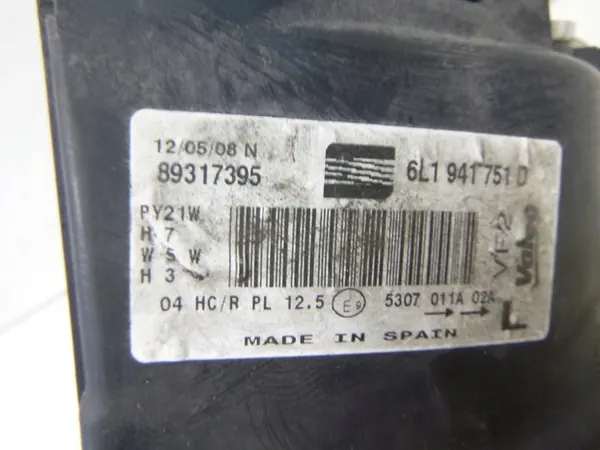 12/05/08 N
89317395
6L1 941 751 D
PY21W
H 7
W 5 W
H 3
VF2
Valeo
04 HC/R PL 12.5 E9 5307 011A 02A
L
MADE IN SPAIN